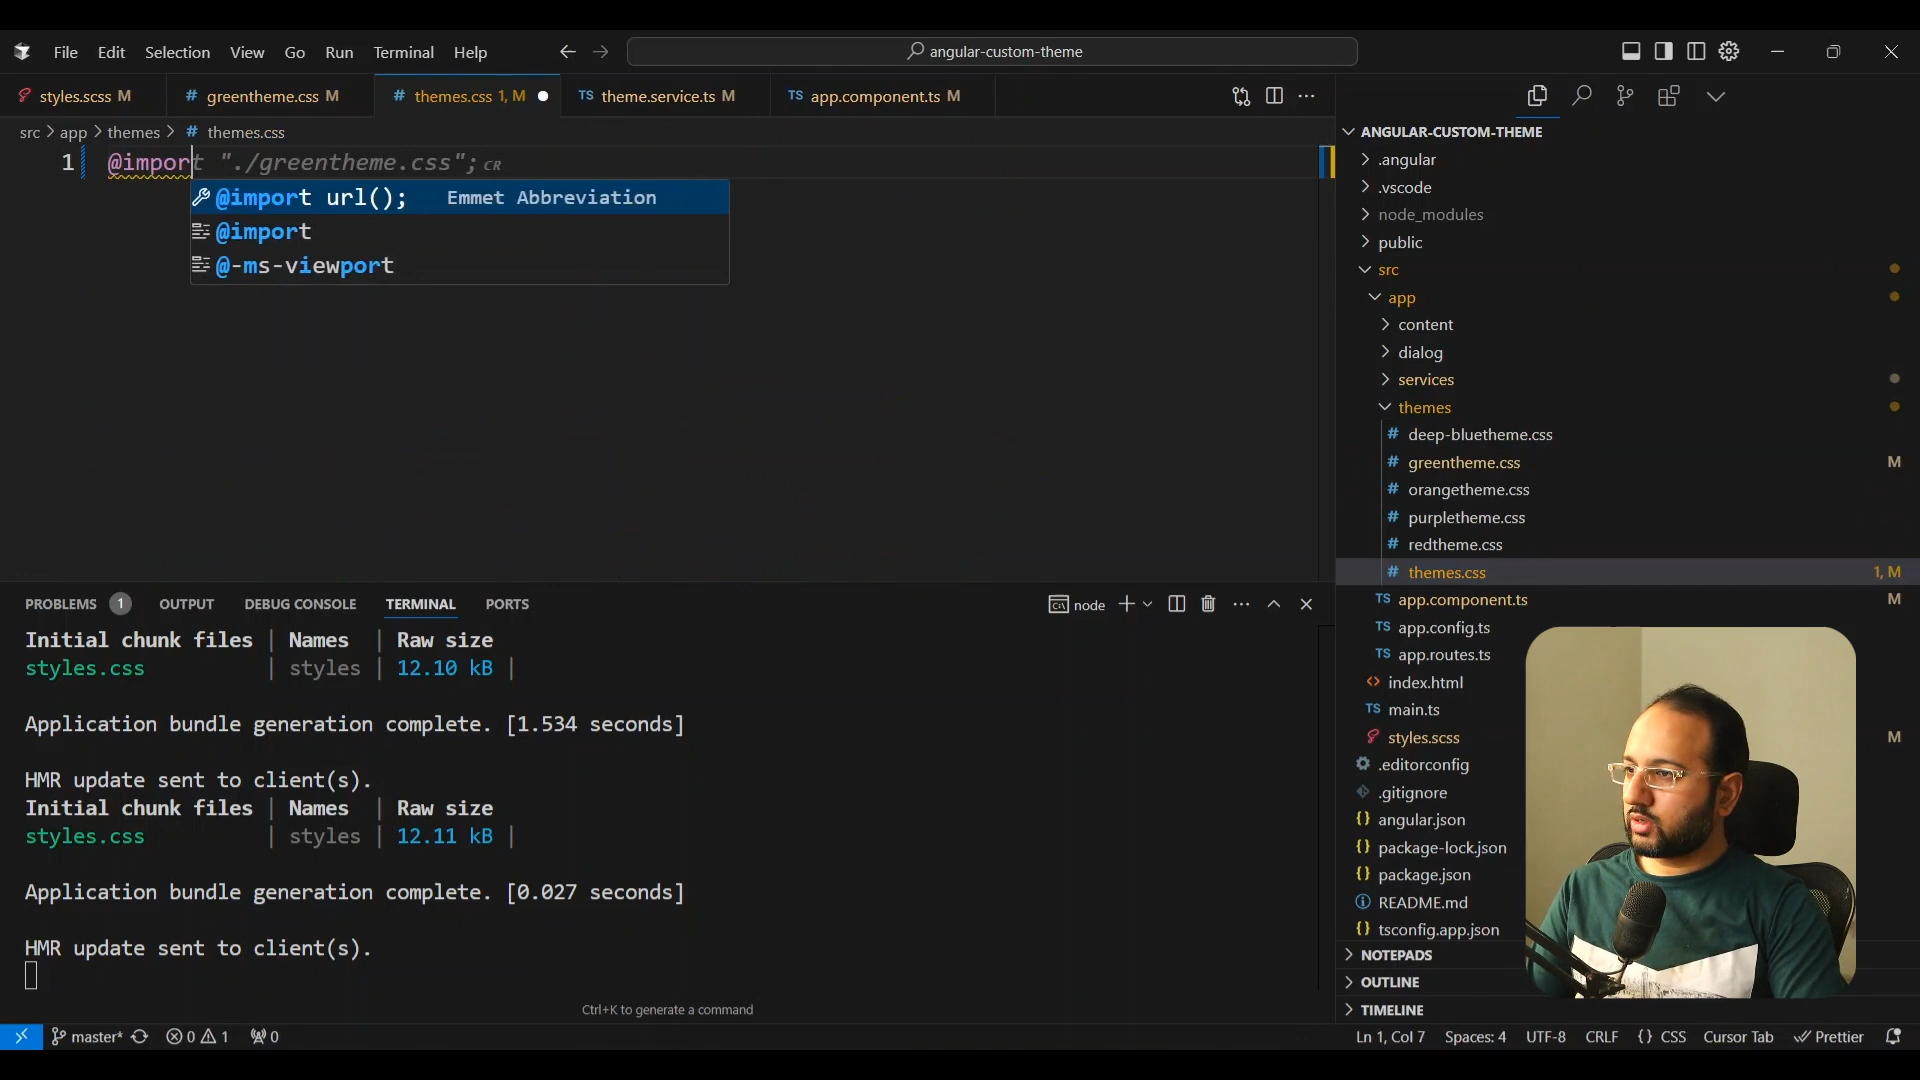 File Edit Selection View Go Run Terminal Help
angular-custom-theme
styles.scss M
greentheme.css M
themes.css 1, M
TS theme.service.ts M
TS app.component.ts M
src > app > themes > # themes.css
1 @import "./greentheme.css"; CR
@import url(); Emmet Abbreviation
@import
@-ms-viewport
PROBLEMS 1 OUTPUT DEBUG CONSOLE TERMINAL PORTS
node
Initial chunk files | Names | Raw size
styles.css | styles | 12.10 kB |
Application bundle generation complete. [1.534 seconds]
HMR update sent to client(s).
Initial chunk files | Names | Raw size
styles.css | styles | 12.11 kB |
Application bundle generation complete. [0.027 seconds]
HMR update sent to client(s).
Ctrl+K to generate a command
ANGULAR-CUSTOM-THEME
.angular
.vscode
node_modules
public
src
app
content
dialog
services
themes
# deep-bluetheme.css
# greentheme.css M
# orangetheme.css
# purpletheme.css
# redtheme.css
# themes.css 1, M
TS app.component.ts M
TS app.config.ts
TS app.routes.ts
<> index.html
TS main.ts
styles.scss M
.editorconfig
.gitignore
{} angular.json
{} package-lock.json
{} package.json
README.md
{} tsconfig.app.json
NOTEPADS
OUTLINE
TIMELINE
master* 0 1 0
Ln 1, Col 7 Spaces: 4 UTF-8 CRLF {} CSS Cursor Tab Prettier